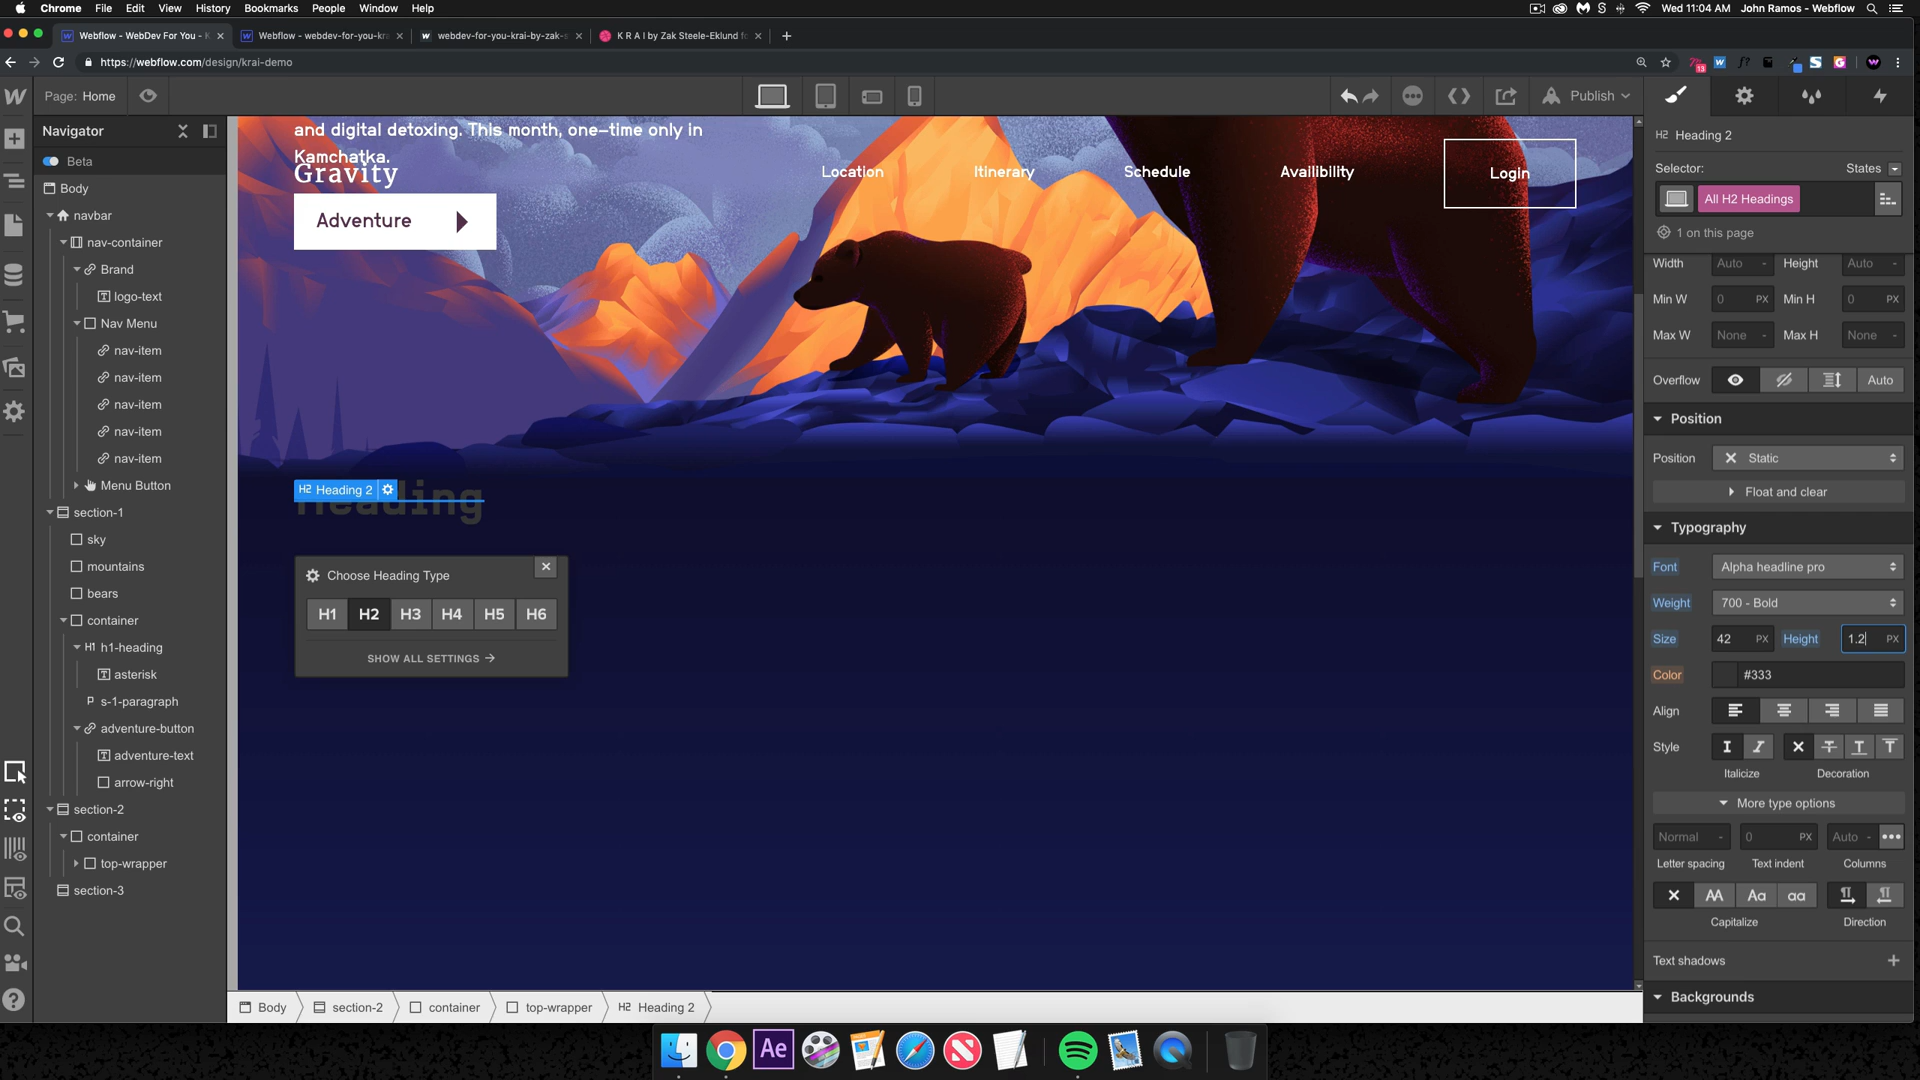 Chrome File Edit View History Bookmarks People Window Help
Wed 11:04 AM John Ramos - Webflow
Webflow - WebDev For You - K
Webflow - webdev-for-you-kra
webdev-for-you-krai-by-zak-s
K R A I by Zak Steele-Eklund fo
https://webflow.com/design/krai-demo
13
Page: Home
Publish
Navigator
Beta
Body
navbar
nav-container
Brand
logo-text
Nav Menu
nav-item
nav-item
nav-item
nav-item
nav-item
Menu Button
section-1
sky
mountains
bears
container
H1 h1-heading
asterisk
P s-1-paragraph
adventure-button
adventure-text
arrow-right
section-2
container
top-wrapper
section-3
and digital detoxing. This month, one-time only in
Kamchatka.
Gravity
Location Itinerary Schedule Availibility Login
Adventure
H2 Heading 2
Heading
Choose Heading Type
H1 H2 H3 H4 H5 H6
SHOW ALL SETTINGS
H2 Heading 2
Selector: States
All H2 Headings
1 on this page
Width Auto - Height Auto -
Min W 0 PX Min H 0 PX
Max W None - Max H None -
Overflow Auto
Position
Position Static
Float and clear
Typography
Font Alpha headline pro
Weight 700 - Bold
Size 42 PX Height 1.2 PX
Color #333
Align
Style
Italicize Decoration
More type options
Normal - 0 PX Auto -
Letter spacing Text indent Columns
AA Aa aa
Capitalize Direction
Text shadows
Backgrounds
Body section-2 container top-wrapper H2 Heading 2
Ae